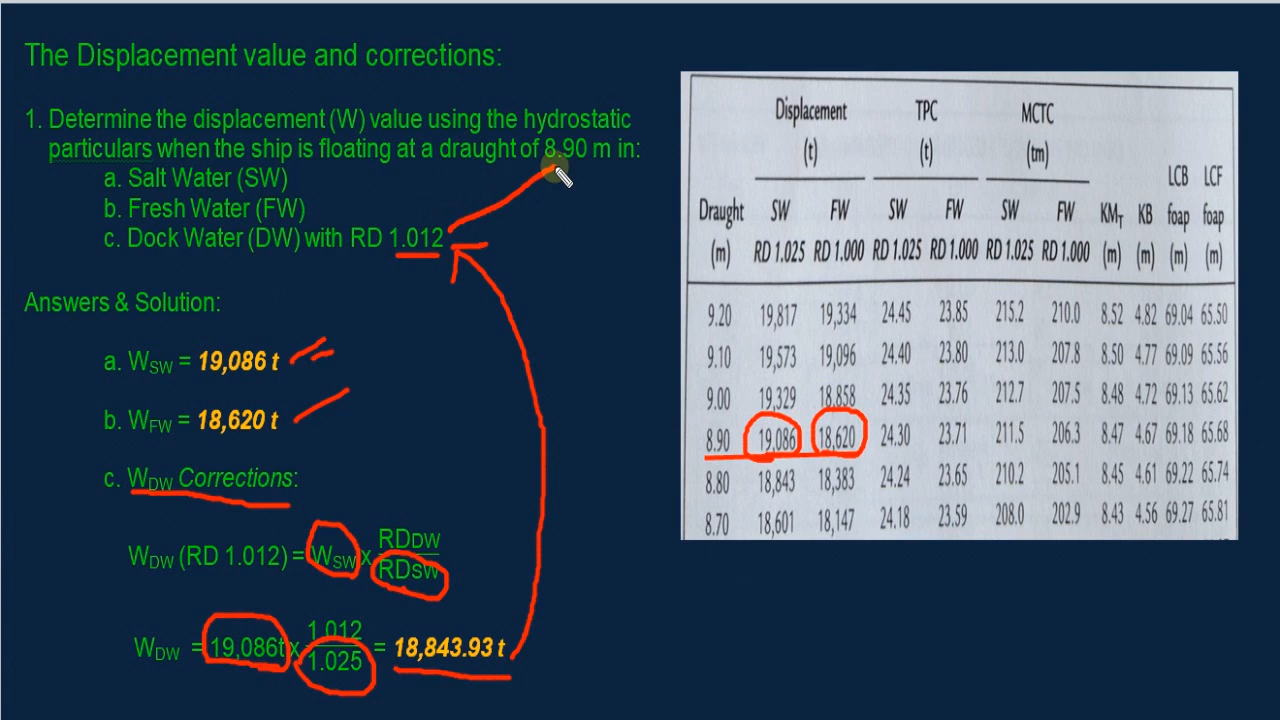 The Displacement value and corrections:
1. Determine the displacement (W) value using the hydrostatic
particulars when the ship is floating at a draught of 8.90 m in:
a. Salt Water (SW)
b. Fresh Water (FW)
c. Dock Water (DW) with RD 1.012
Answers & Solution:
a. WSW = 19,086 t
b. WFW = 18,620 t
c. WDW Corrections:
WDW (RD 1.012) = WSW x RDDW
RDSW
WDW = 19,086t x 1.012
1.025
= 18,843.93 t
Displacement TPC MCTC
(t) (t) (tm)
LCB LCF
Draught SW FW SW FW SW FW KMT KB foap foap
(m) RD 1.025 RD 1.000 RD 1.025 RD 1.000 RD 1.025 RD 1.000 (m) (m) (m) (m)
9.20 19,817 19,334 24.45 23.85 215.2 210.0 8.52 4.82 69.04 65.50
9.10 19,573 19,096 24.40 23.80 213.0 207.8 8.50 4.77 69.09 65.56
9.00 19,329 18,858 24.35 23.76 212.7 207.5 8.48 4.72 69.13 65.62
8.90 19,086 18,620 24.30 23.71 211.5 206.3 8.47 4.67 69.18 65.68
8.80 18,843 18,383 24.24 23.65 210.2 205.1 8.45 4.61 69.22 65.74
8.70 18,601 18,147 24.18 23.59 208.0 202.9 8.43 4.56 69.27 65.81